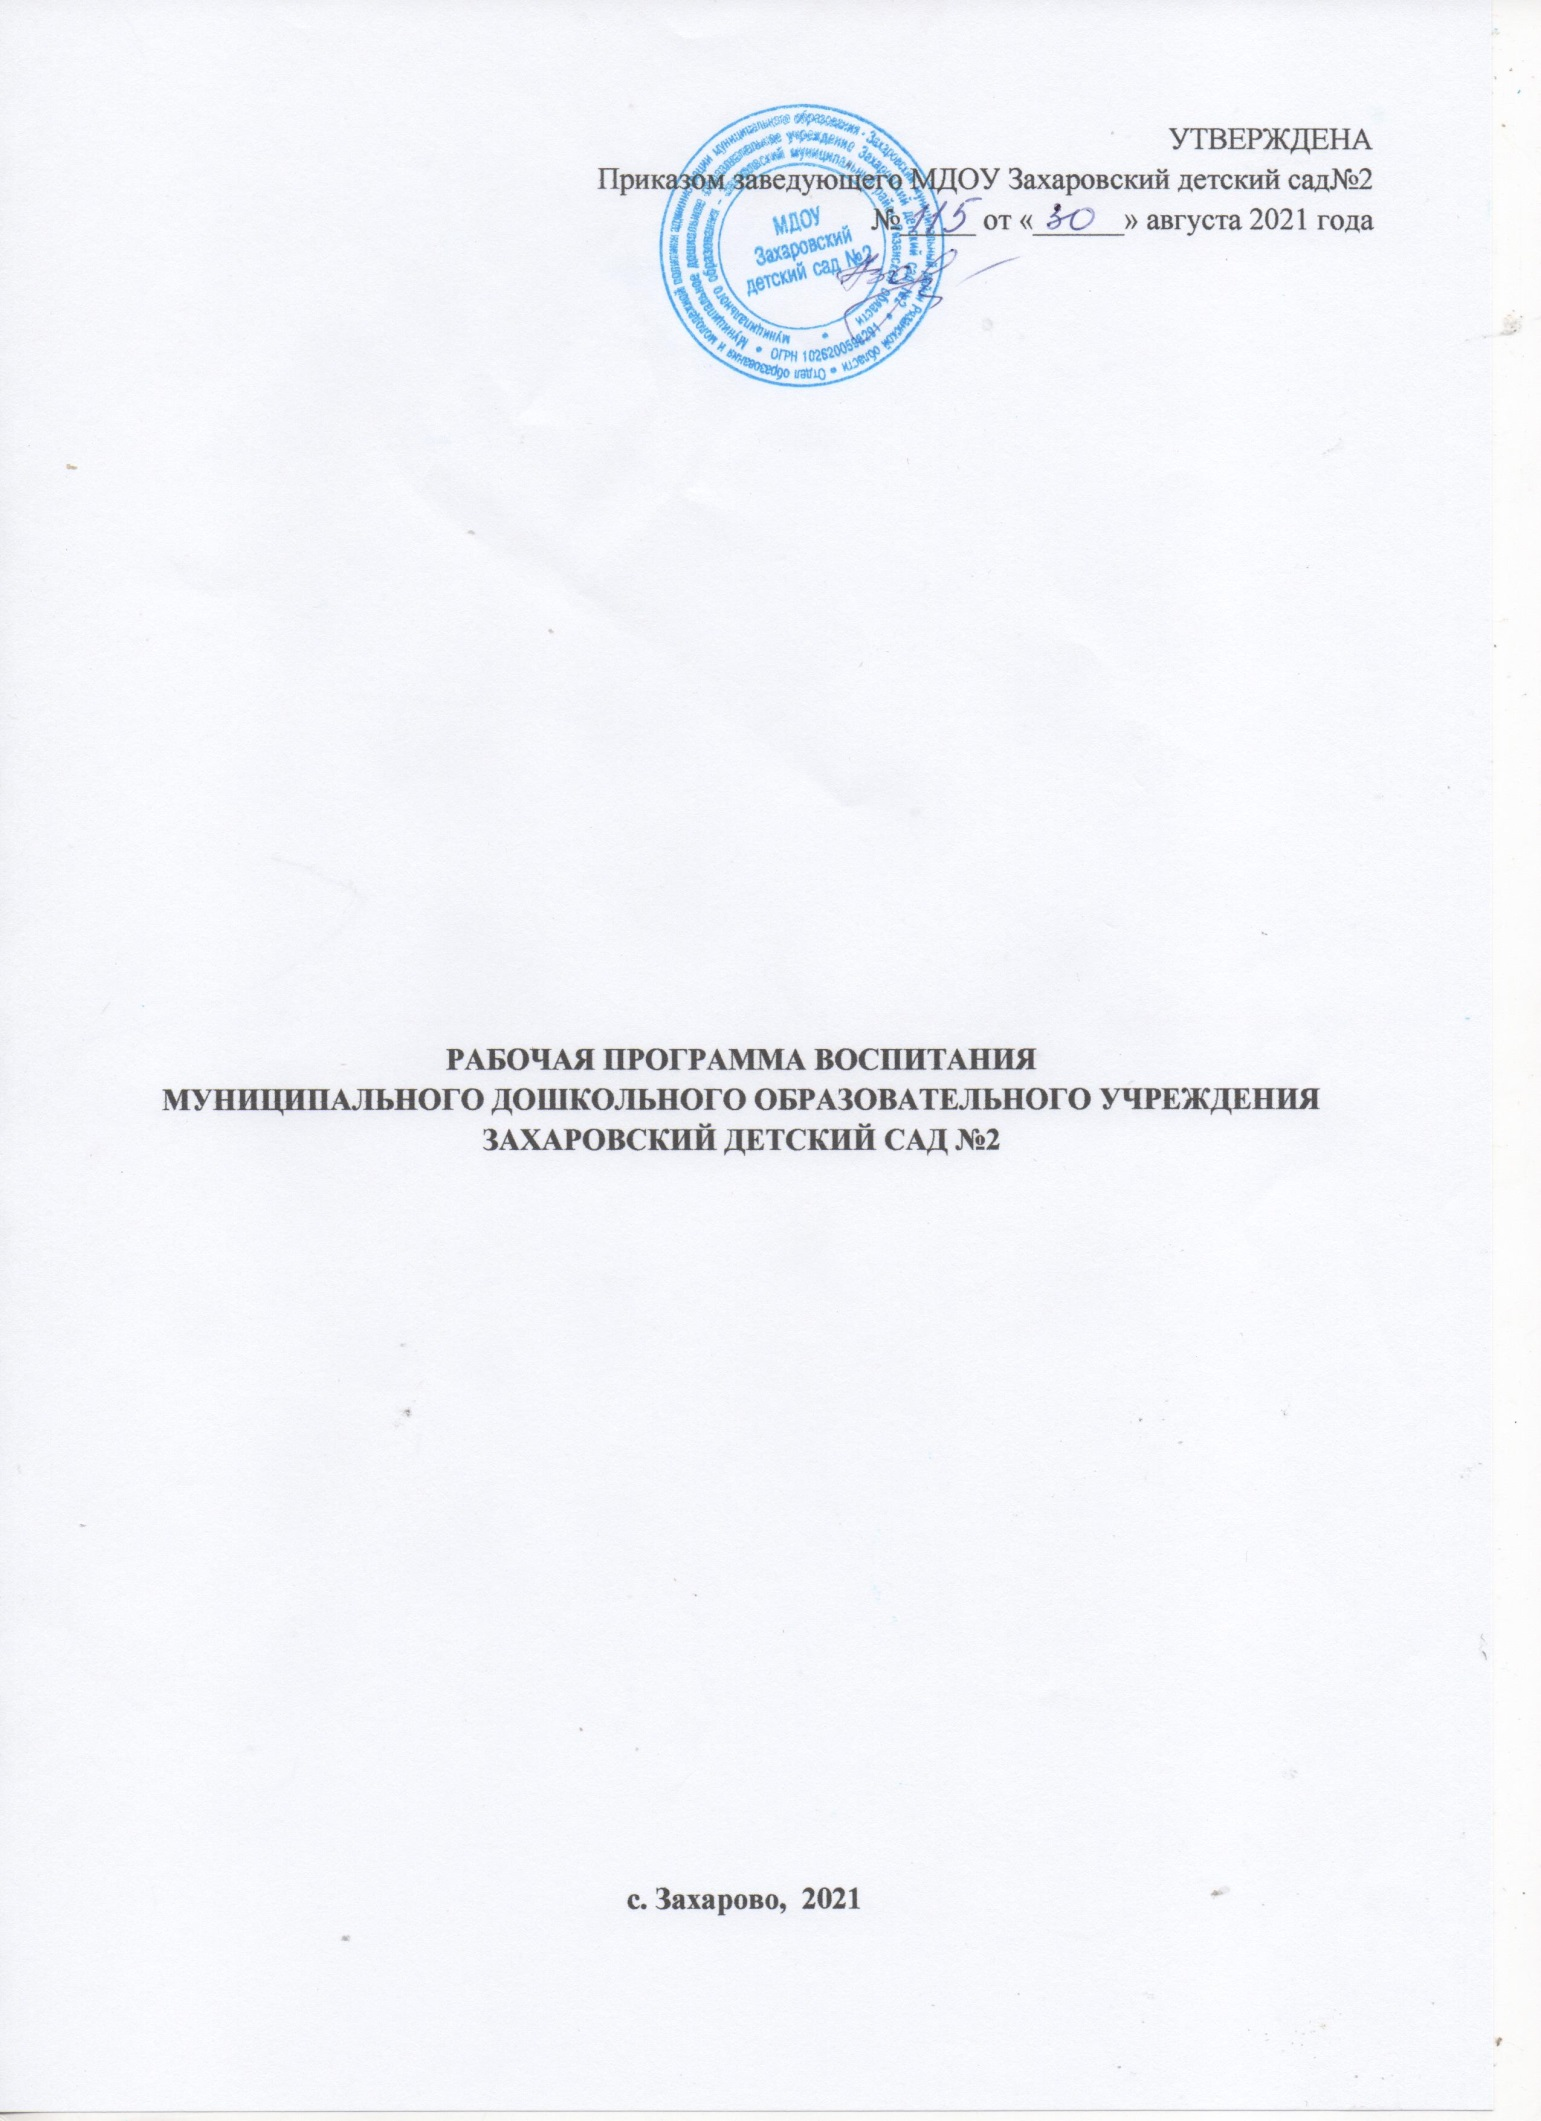 УТВЕРЖДЕНА
Приказом заведующего МДОУ Захаровский детский сад№2
№ 115 от « 30 » августа 2021 года
МДОУ
Захаровский
детский сад №2
РАБОЧАЯ ПРОГРАММА ВОСПИТАНИЯ
МУНИЦИПАЛЬНОГО ДОШКОЛЬНОГО ОБРАЗОВАТЕЛЬНОГО УЧРЕЖДЕНИЯ
ЗАХАРОВСКИЙ ДЕТСКИЙ САД №2
с. Захарово, 2021